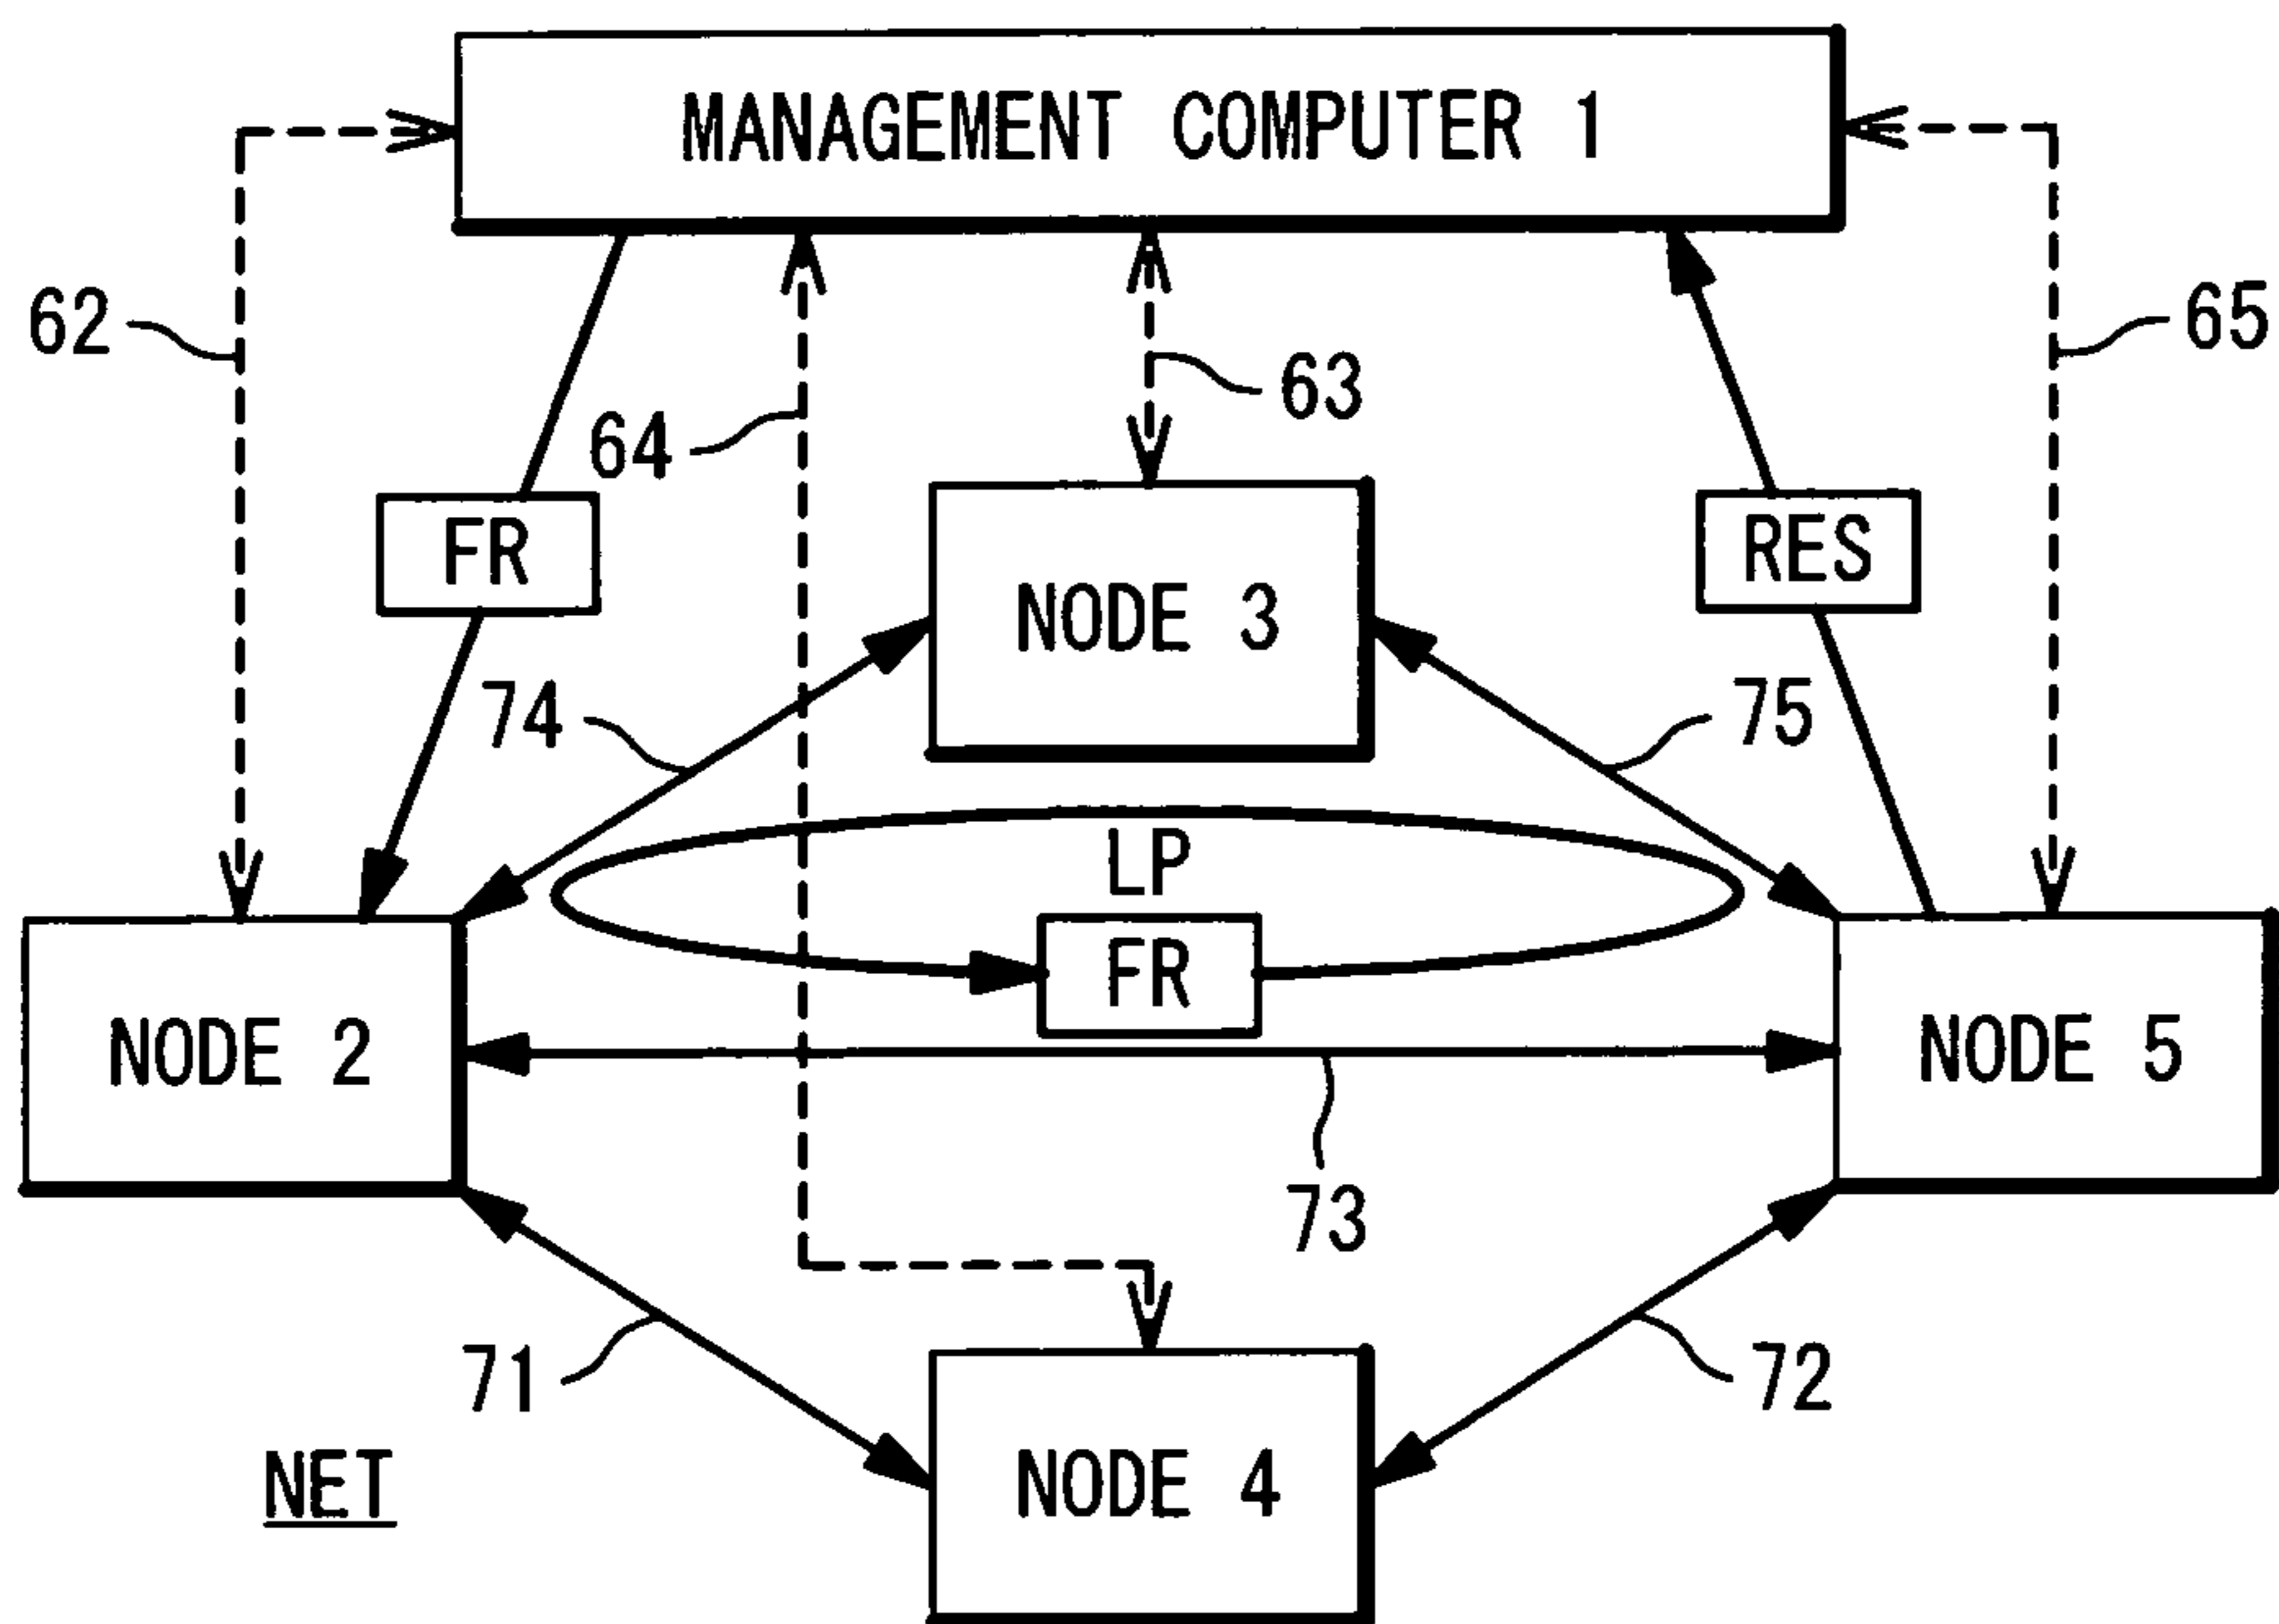 MANAGEMENT COMPUTER 1
62
65
63
64
FR
RES
NODE 3
74
75
LP
FR
NODE 2
NODE 5
73
71
72
NODE 4
NET